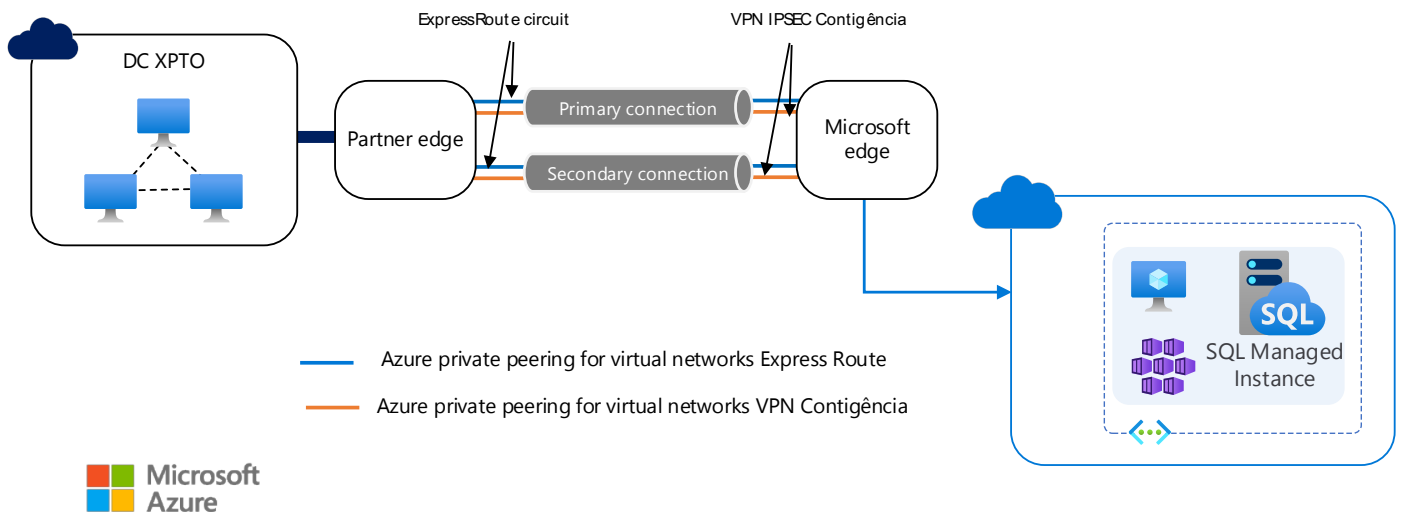 ExpressRoute circuit
VPN IPSEC Contigência
DC XPTO
Partner edge
Primary connection
Secondary connection
Microsoft
edge
SQL
SQL Managed
Instance
Azure private peering for virtual networks Express Route
Azure private peering for virtual networks VPN Contigência
Microsoft
Azure